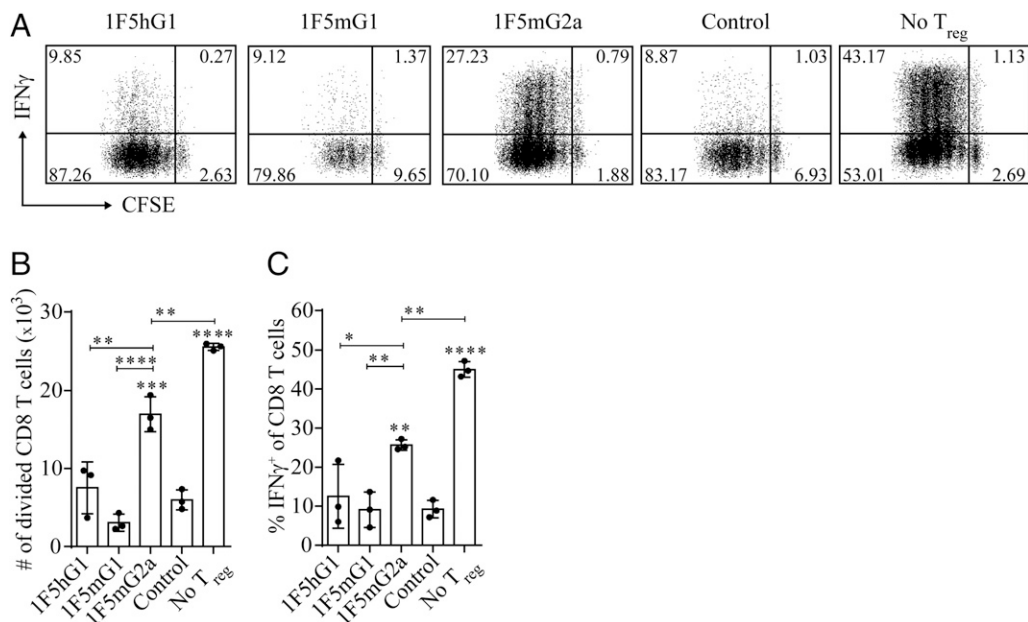 A
1F5hG1 1F5mG1 1F5mG2a Control No Treg
IFNγ
CFSE
9.85 0.27
87.26 2.63
9.12 1.37
79.86 9.65
27.23 0.79
70.10 1.88
8.87 1.03
83.17 6.93
43.17 1.13
53.01 2.69
B
# of divided CD8 T cells (x10³)
30
20
10
0
**
**
****
***
****
1F5hG1
1F5mG1
1F5mG2a
Control
No Treg
C
% IFNγ⁺ of CD8 T cells
60
50
40
30
20
10
0
**
*
**
**
****
1F5hG1
1F5mG1
1F5mG2a
Control
No Treg